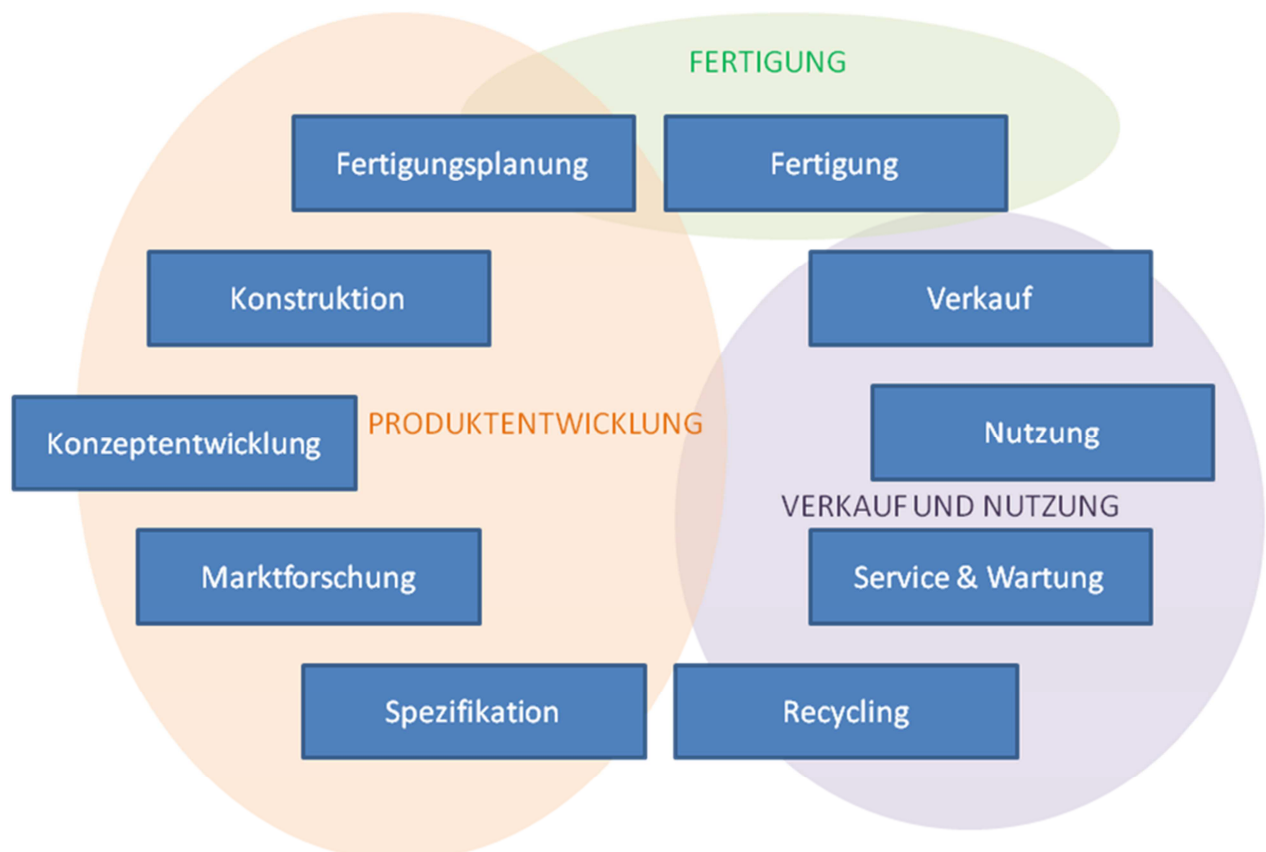 FERTIGUNG
Fertigungsplanung
Fertigung
Konstruktion
Verkauf
Konzeptentwicklung
PRODUKTENTWICKLUNG
Nutzung
VERKAUF UND NUTZUNG
Marktforschung
Service & Wartung
Spezifikation
Recycling